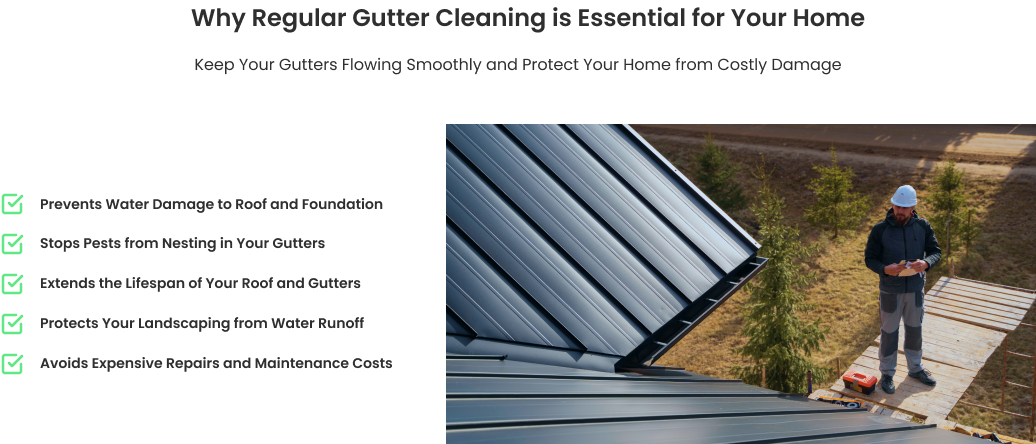 Why Regular Gutter Cleaning is Essential for Your Home
Keep Your Gutters Flowing Smoothly and Protect Your Home from Costly Damage
Prevents Water Damage to Roof and Foundation
Stops Pests from Nesting in Your Gutters
Extends the Lifespan of Your Roof and Gutters
Protects Your Landscaping from Water Runoff
Avoids Expensive Repairs and Maintenance Costs